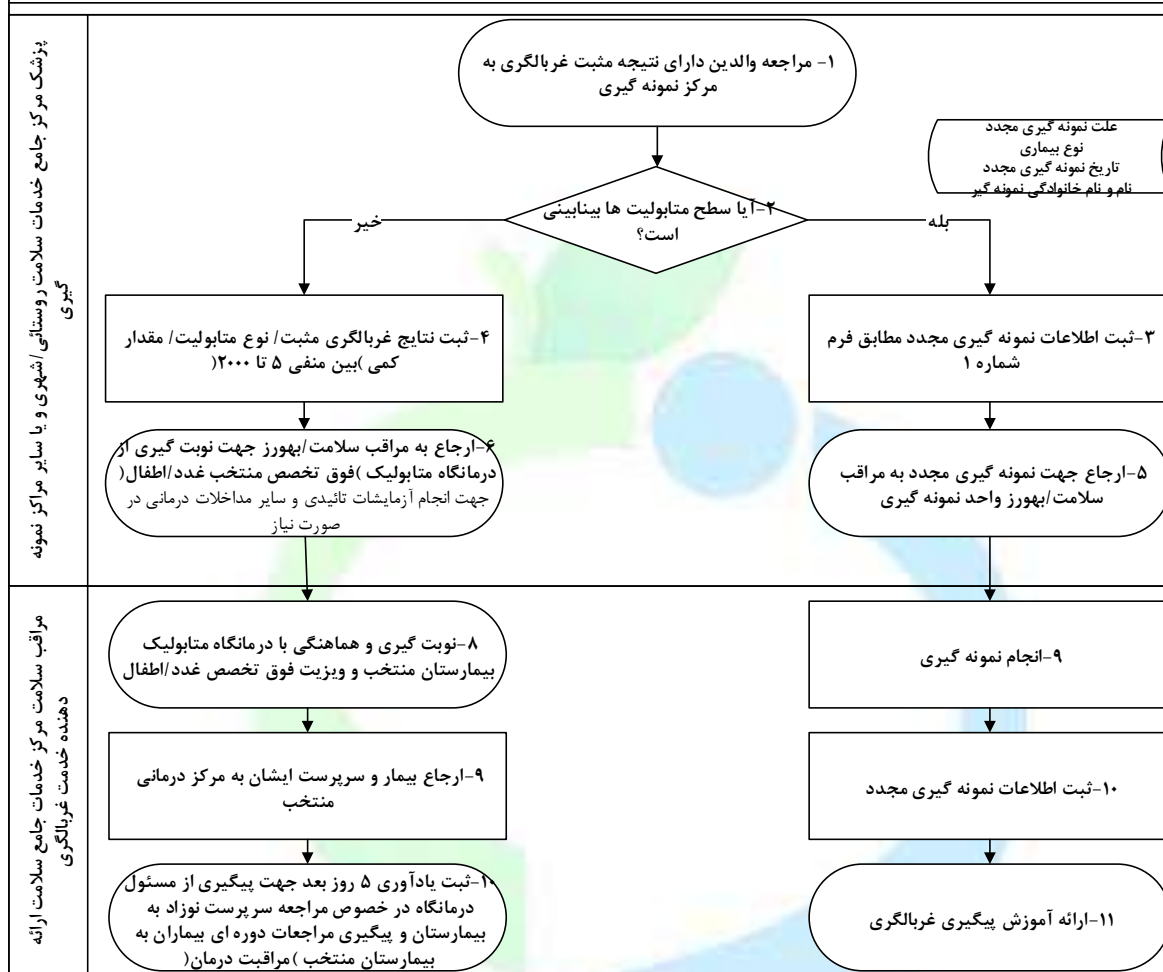 پزشک مرکز جامع خدمات سلامت روستائی/شهری و یا سایر مراکز نمونه
گیری
۱- مراجعه والدین دارای نتیجه مثبت غربالگری به
مرکز نمونه گیری
علت نمونه گیری مجدد
نوع بیماری
تاریخ نمونه گیری مجدد
نام و نام خانوادگی نمونه گیر
۲-آیا سطح متابولیت ها بینابینی
است؟
بله
خیر
۳-ثبت اطلاعات نمونه گیری مجدد مطابق فرم
شماره ۱
۴-ثبت نتایج غربالگری مثبت/ نوع متابولیت/ مقدار
کمی )بین منفی ۵ تا ۲۰۰۰(
۵-ارجاع جهت نمونه گیری مجدد به مراقب
سلامت/بهورز واحد نمونه گیری
۶-ارجاع به مراقب سلامت/بهورز جهت نوبت گیری از
درمانگاه متابولیک )فوق تخصص منتخب غدد/اطفال(
جهت انجام آزمایشات تائیدی و سایر مداخلات درمانی در
صورت نیاز
مراقب سلامت مرکز خدمات جامع سلامت ارائه
دهنده خدمت غربالگری
۹-انجام نمونه گیری
۸-نوبت گیری و هماهنگی با درمانگاه متابولیک
بیمارستان منتخب و ویزیت فوق تخصص غدد/اطفال
۱۰-ثبت اطلاعات نمونه گیری مجدد
۹-ارجاع بیمار و سرپرست ایشان به مرکز درمانی
منتخب
۱۱-ارائه آموزش پیگیری غربالگری
۱۰-ثبت یادآوری ۵ روز بعد جهت پیگیری از مسئول
درمانگاه در خصوص مراجعه سرپرست نوزاد به
بیمارستان و پیگیری مراجعات دوره ای بیماران به
بیمارستان منتخب )مراقبت درمان(